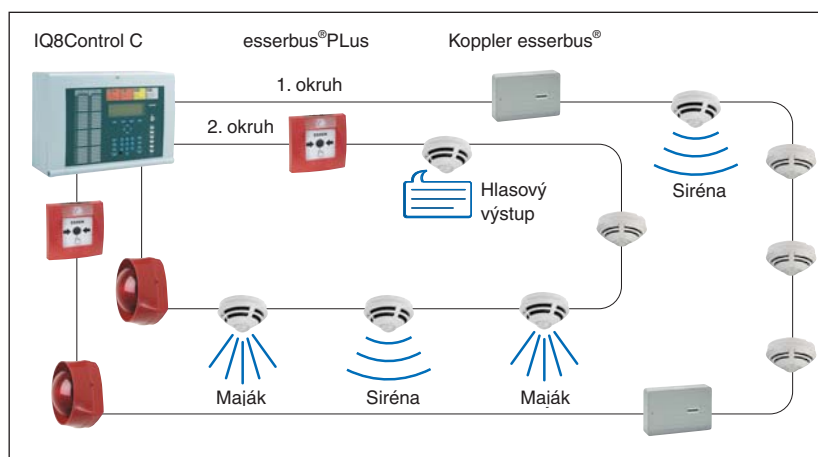 IQ8Control C
esserbus®PLus
Koppler esserbus®
1. okruh
2. okruh
Hlasový
výstup
Siréna
Maják
Siréna
Maják